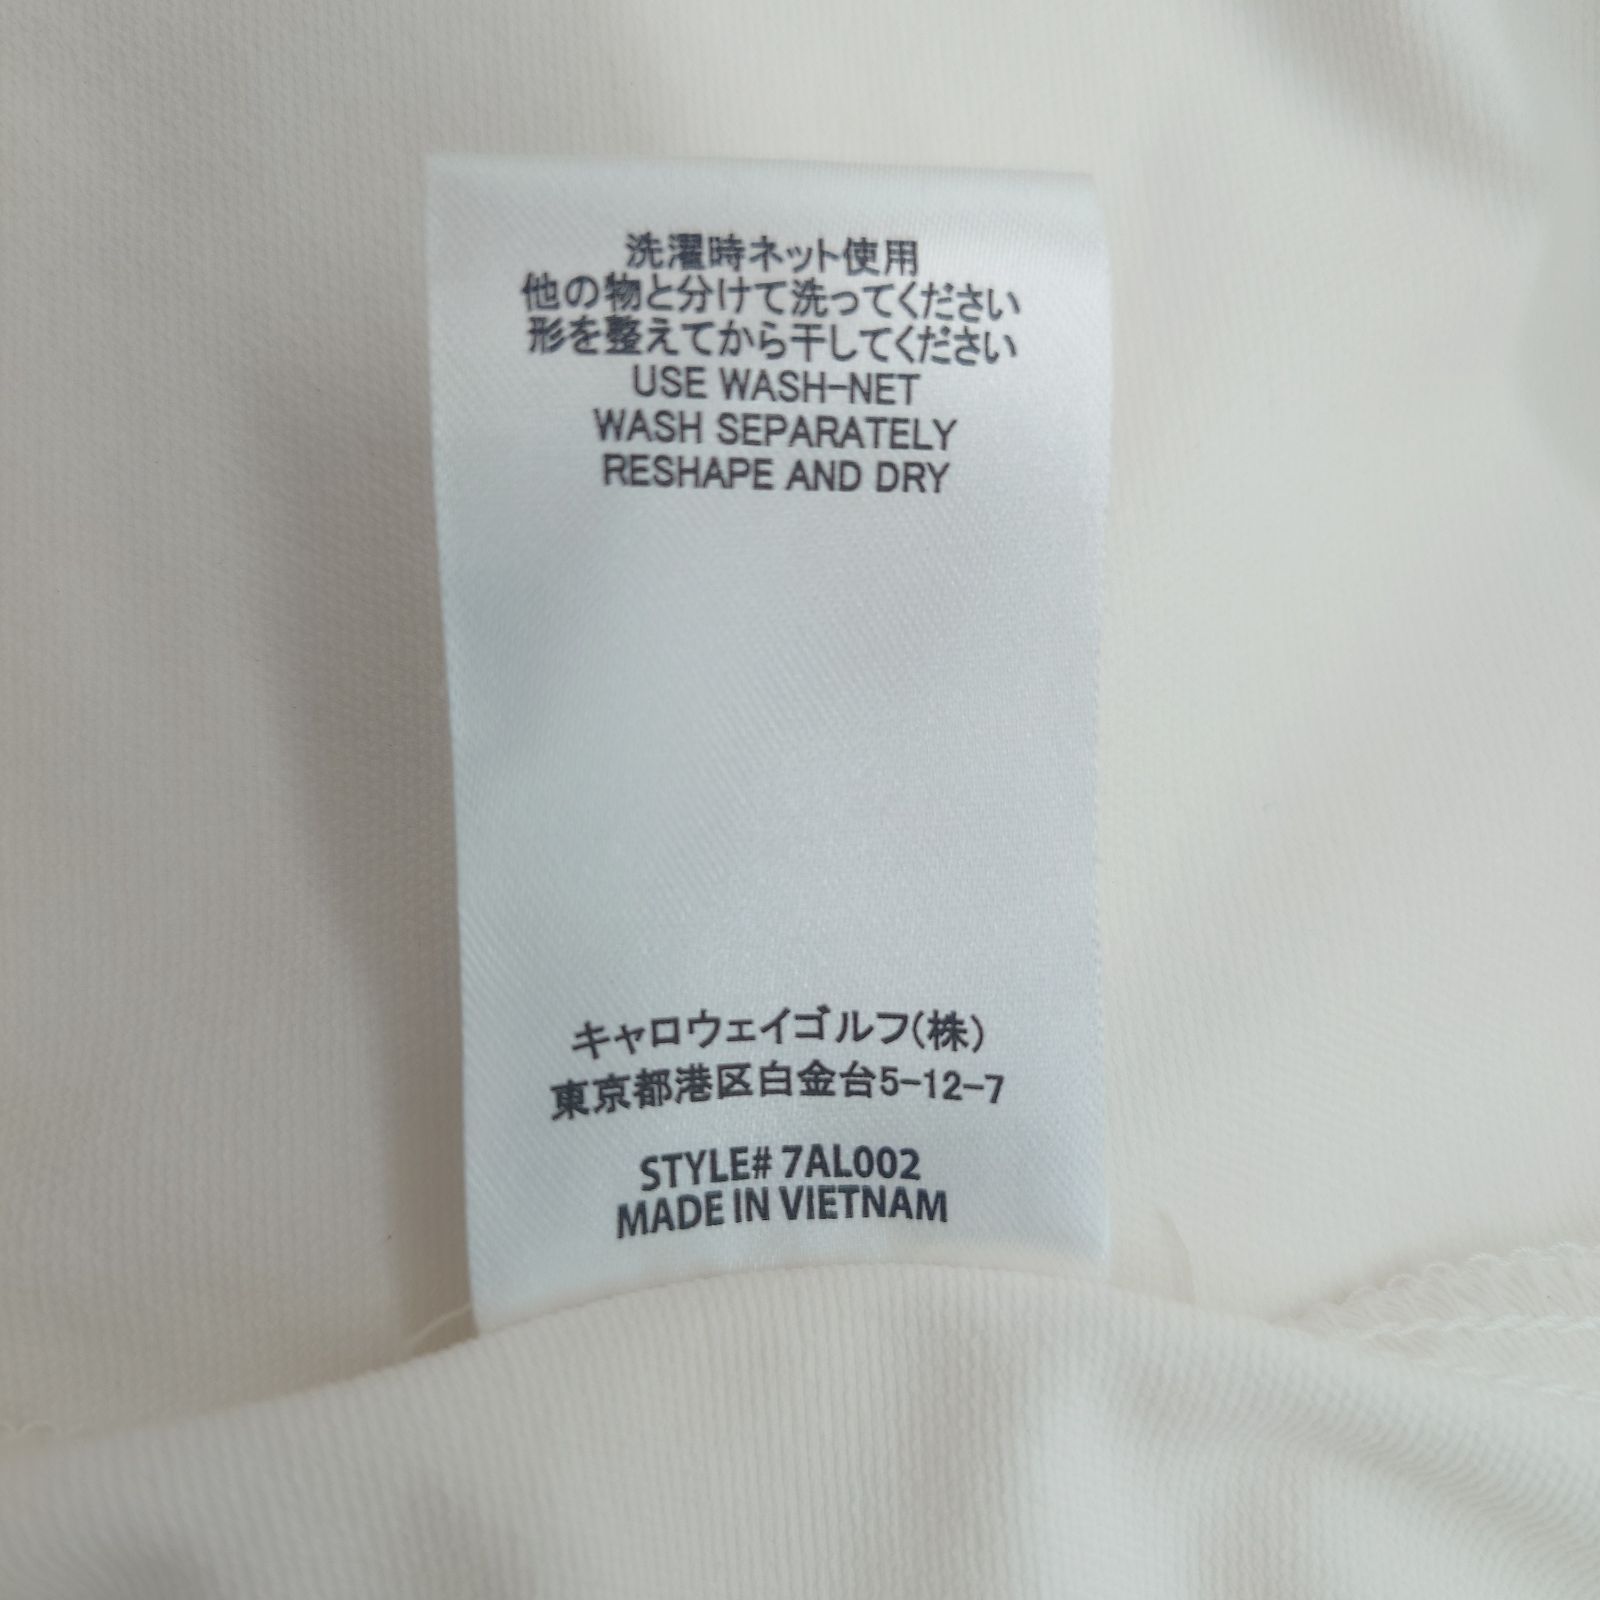 洗濯時ネット使用
他の物と分けて洗ってください
形を整えてから干してください
USE WASH-NET
WASH SEPARATELY
RESHAPE AND DRY
キャロウェイゴルフ(株)
東京都港区白金台5-12-7
STYLE# 7AL002
MADE IN VIETNAM